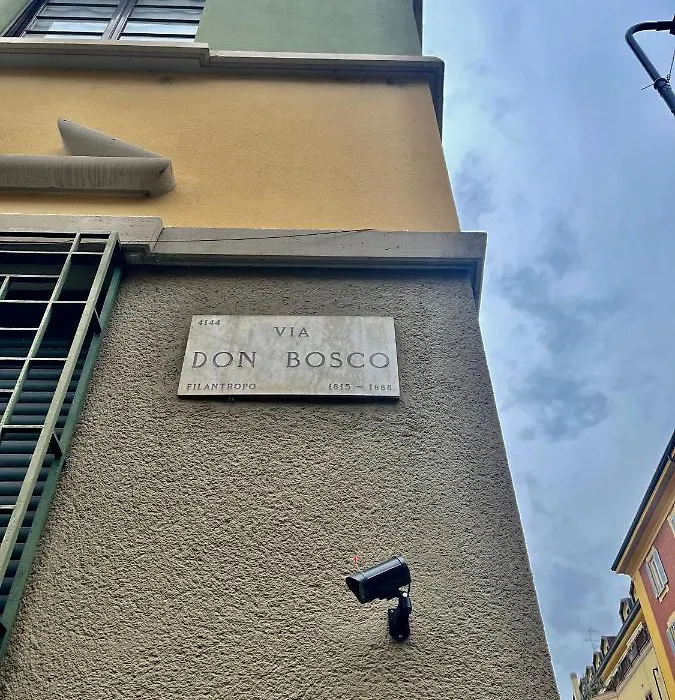 4144
VIA
DON BOSCO
FILANTROPO 1815 - 1888